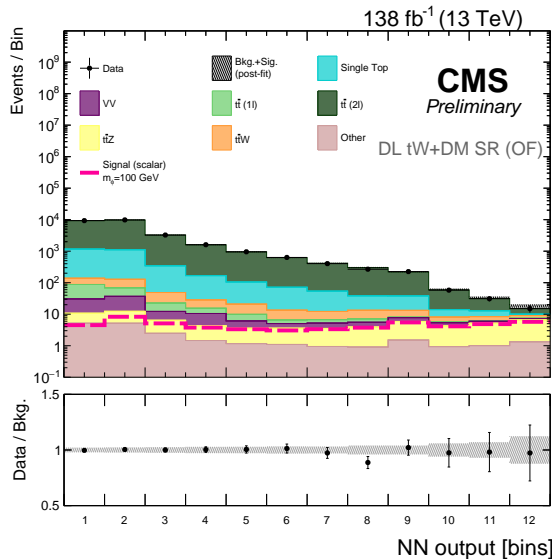 138 fb⁻¹ (13 TeV)
Events / Bin
10⁹
10⁸
10⁷
10⁶
10⁵
10⁴
10³
10²
10
1
10⁻¹
Data
Bkg.+Sig.
(post-fit)
Single Top
VV
tt̄ (1l)
tt̄ (2l)
tt̄Z
tt̄W
Other
Signal (scalar)
m_ϕ=100 GeV
CMS
Preliminary
DL tW+DM SR (OF)
Data / Bkg.
1.5
1
0.5
1 2 3 4 5 6 7 8 9 10 11 12
NN output [bins]